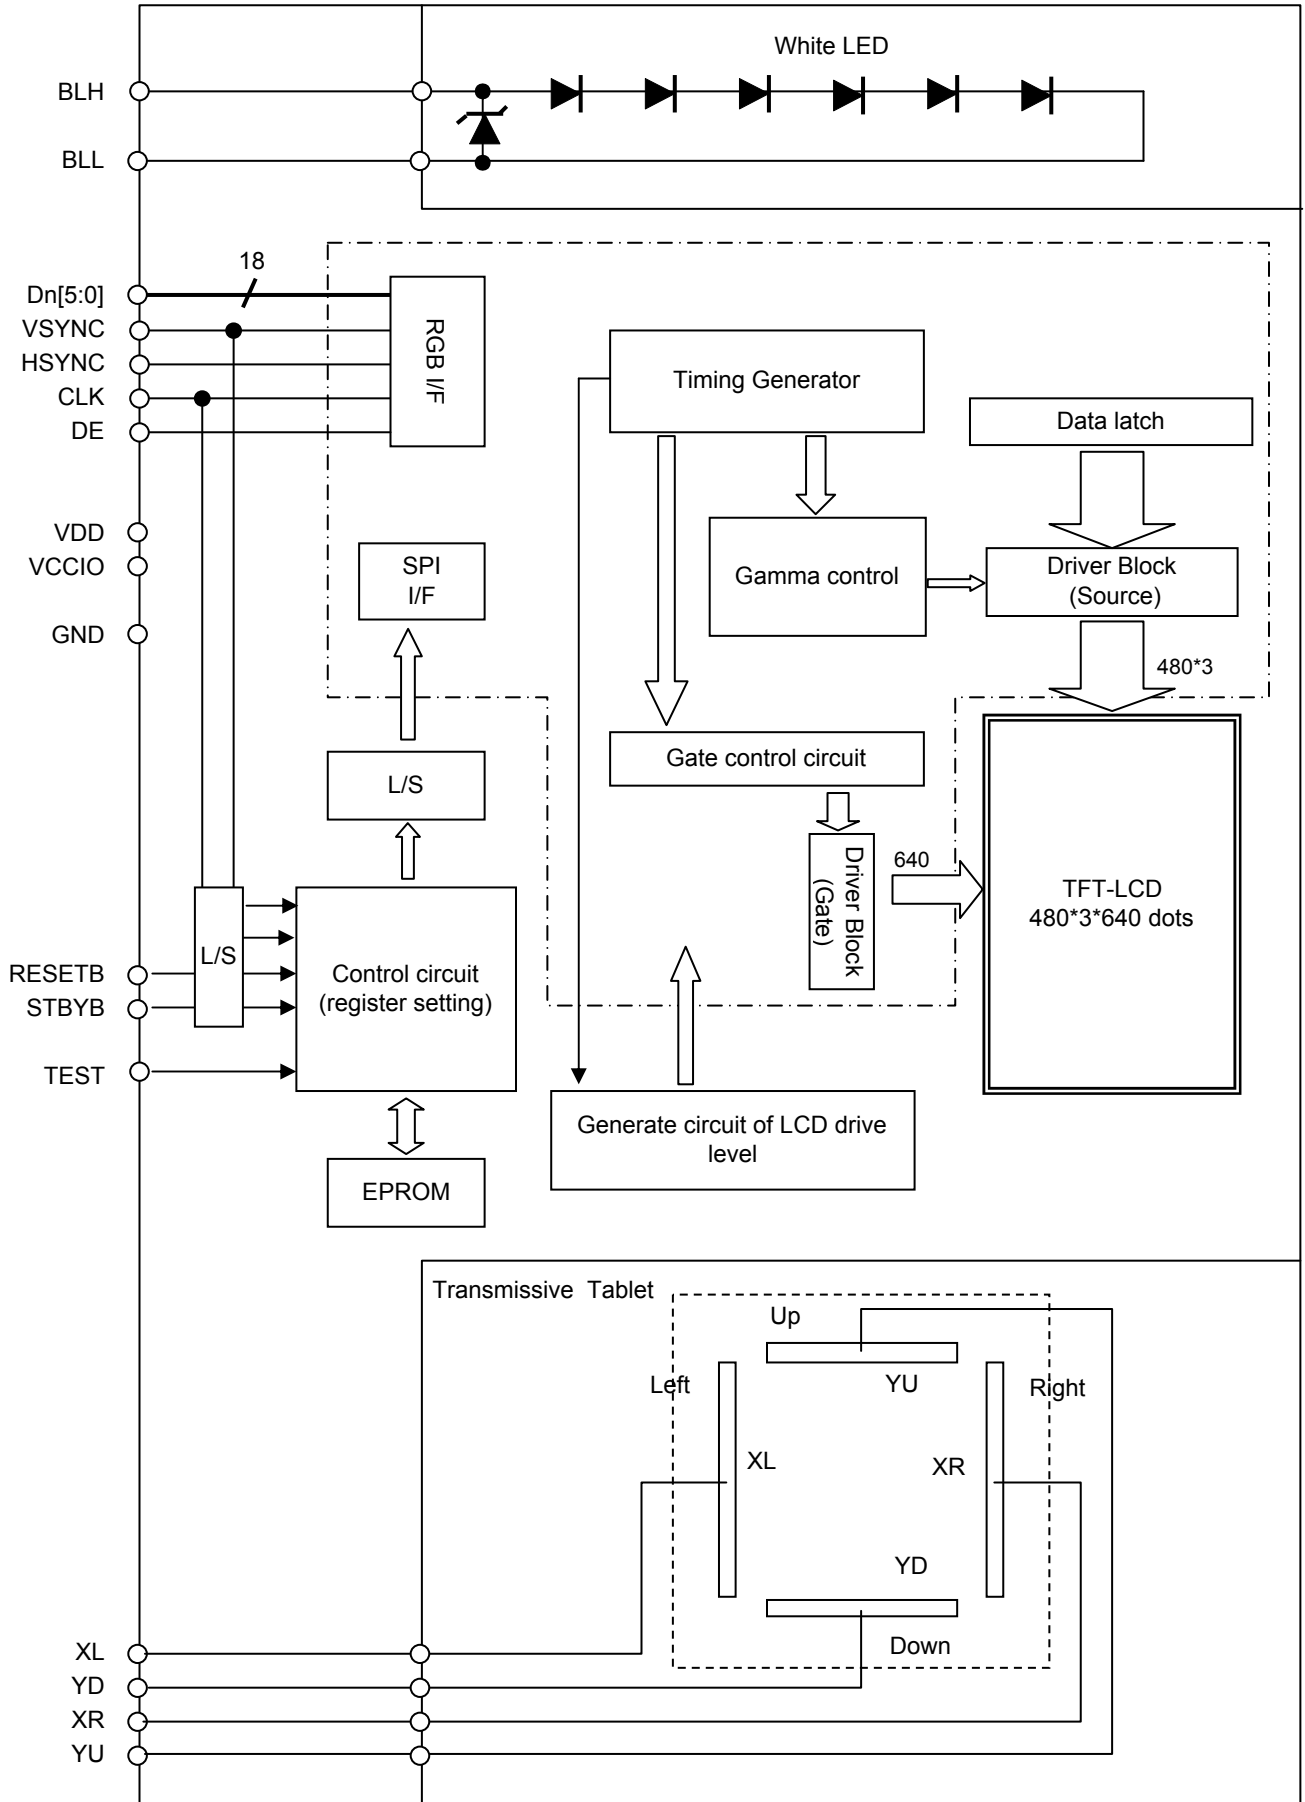 White LED
BLH
BLL
18
Dn[5:0]
VSYNC
HSYNC
CLK
DE
RGB I/F
Timing Generator
Data latch
VDD
VCCIO
GND
SPI
I/F
Gamma control
Driver Block
(Source)
480*3
Gate control circuit
L/S
Driver Block
(Gate)
640
TFT-LCD
480*3*640 dots
L/S
RESETB
STBYB
Control circuit
(register setting)
TEST
Generate circuit of LCD drive
level
EPROM
Transmissive Tablet
Up
Left
YU
Right
XL
XR
YD
Down
XL
YD
XR
YU